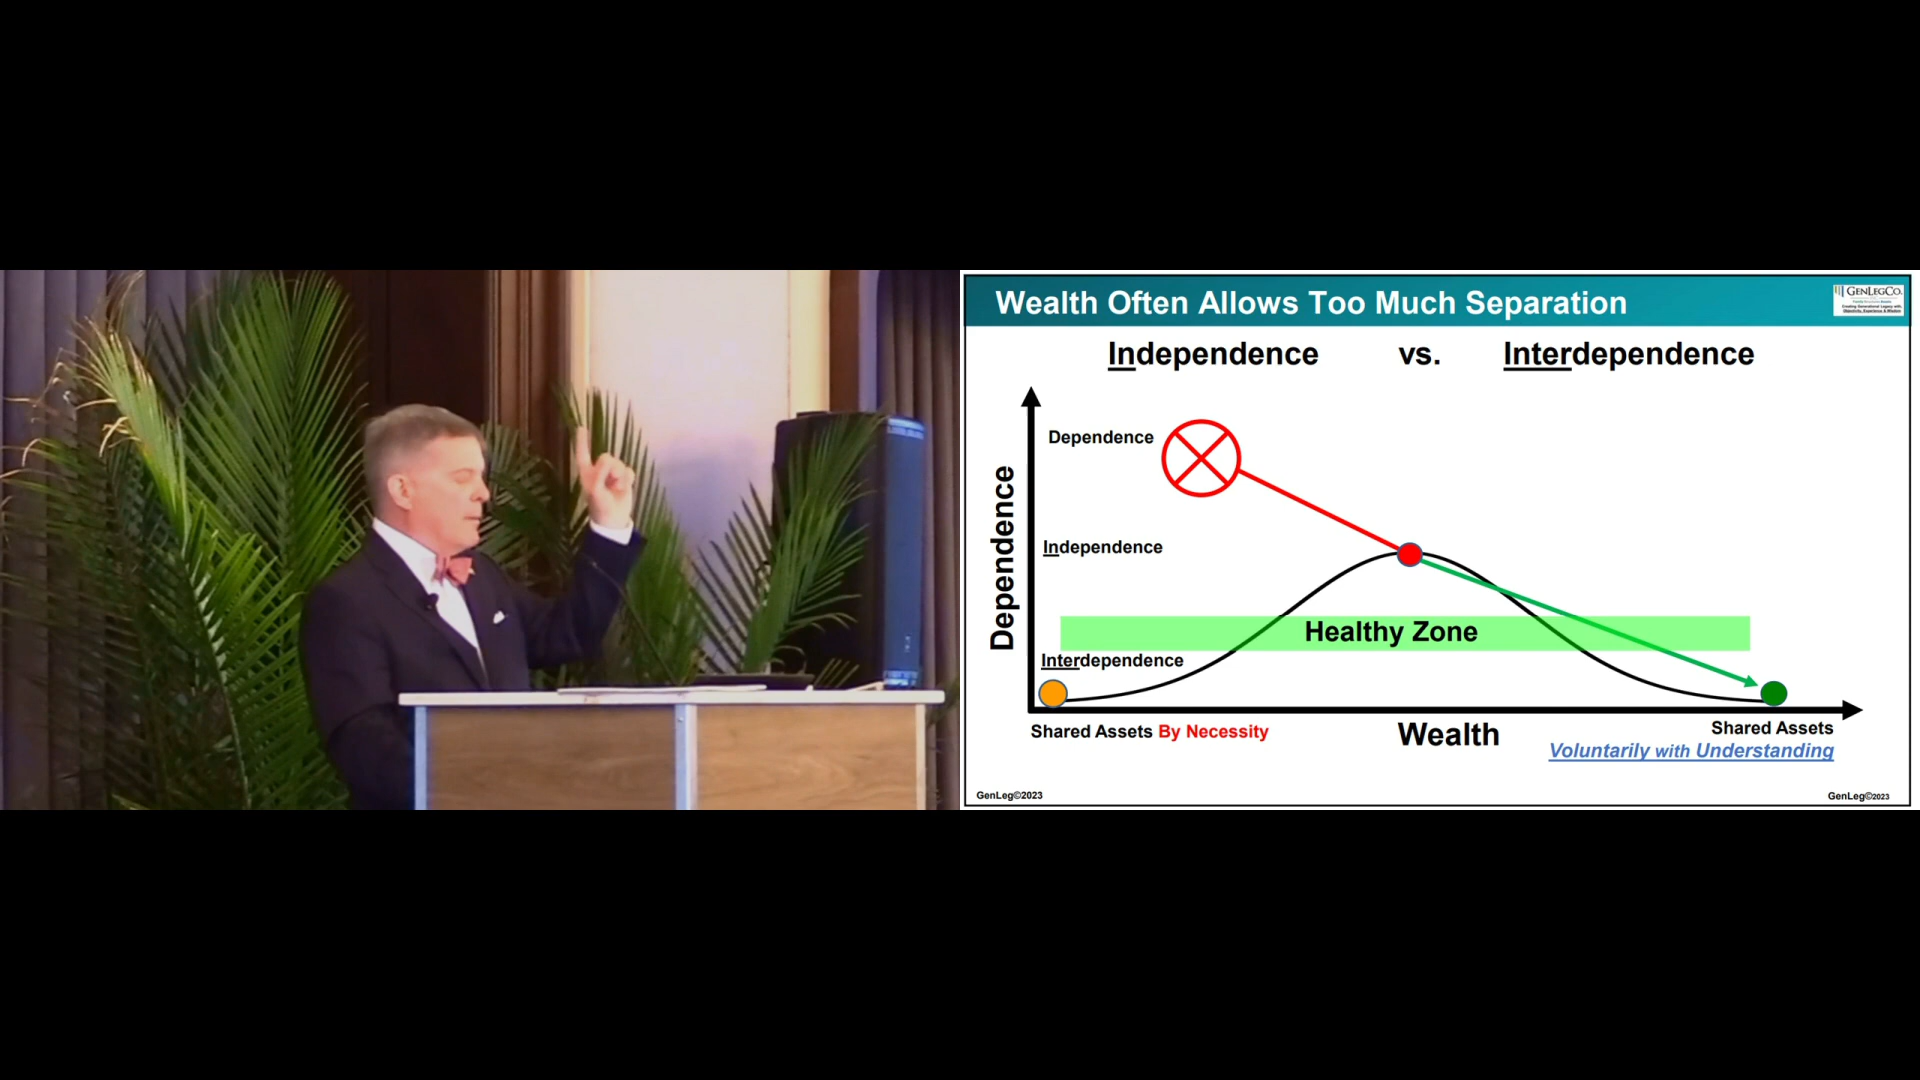 Wealth Often Allows Too Much Separation
GENLEGCO.
Independence vs. Interdependence
Dependence
Dependence
Independence
Healthy Zone
Interdependence
Shared Assets By Necessity
Wealth
Shared Assets
Voluntarily with Understanding
GenLeg©2023
GenLeg©2023